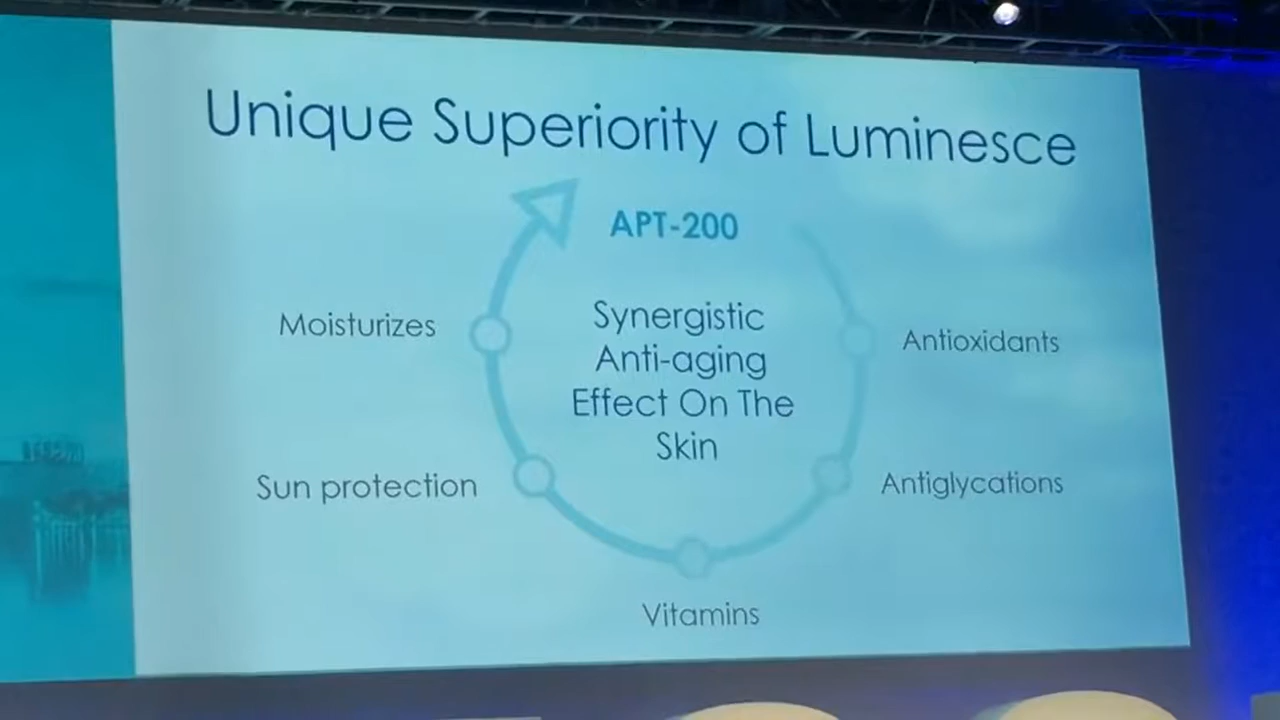 Unique Superiority of Luminesce
APT-200
Synergistic
Anti-aging
Effect On The
Skin
Moisturizes
Antioxidants
Sun protection
Antiglycations
Vitamins